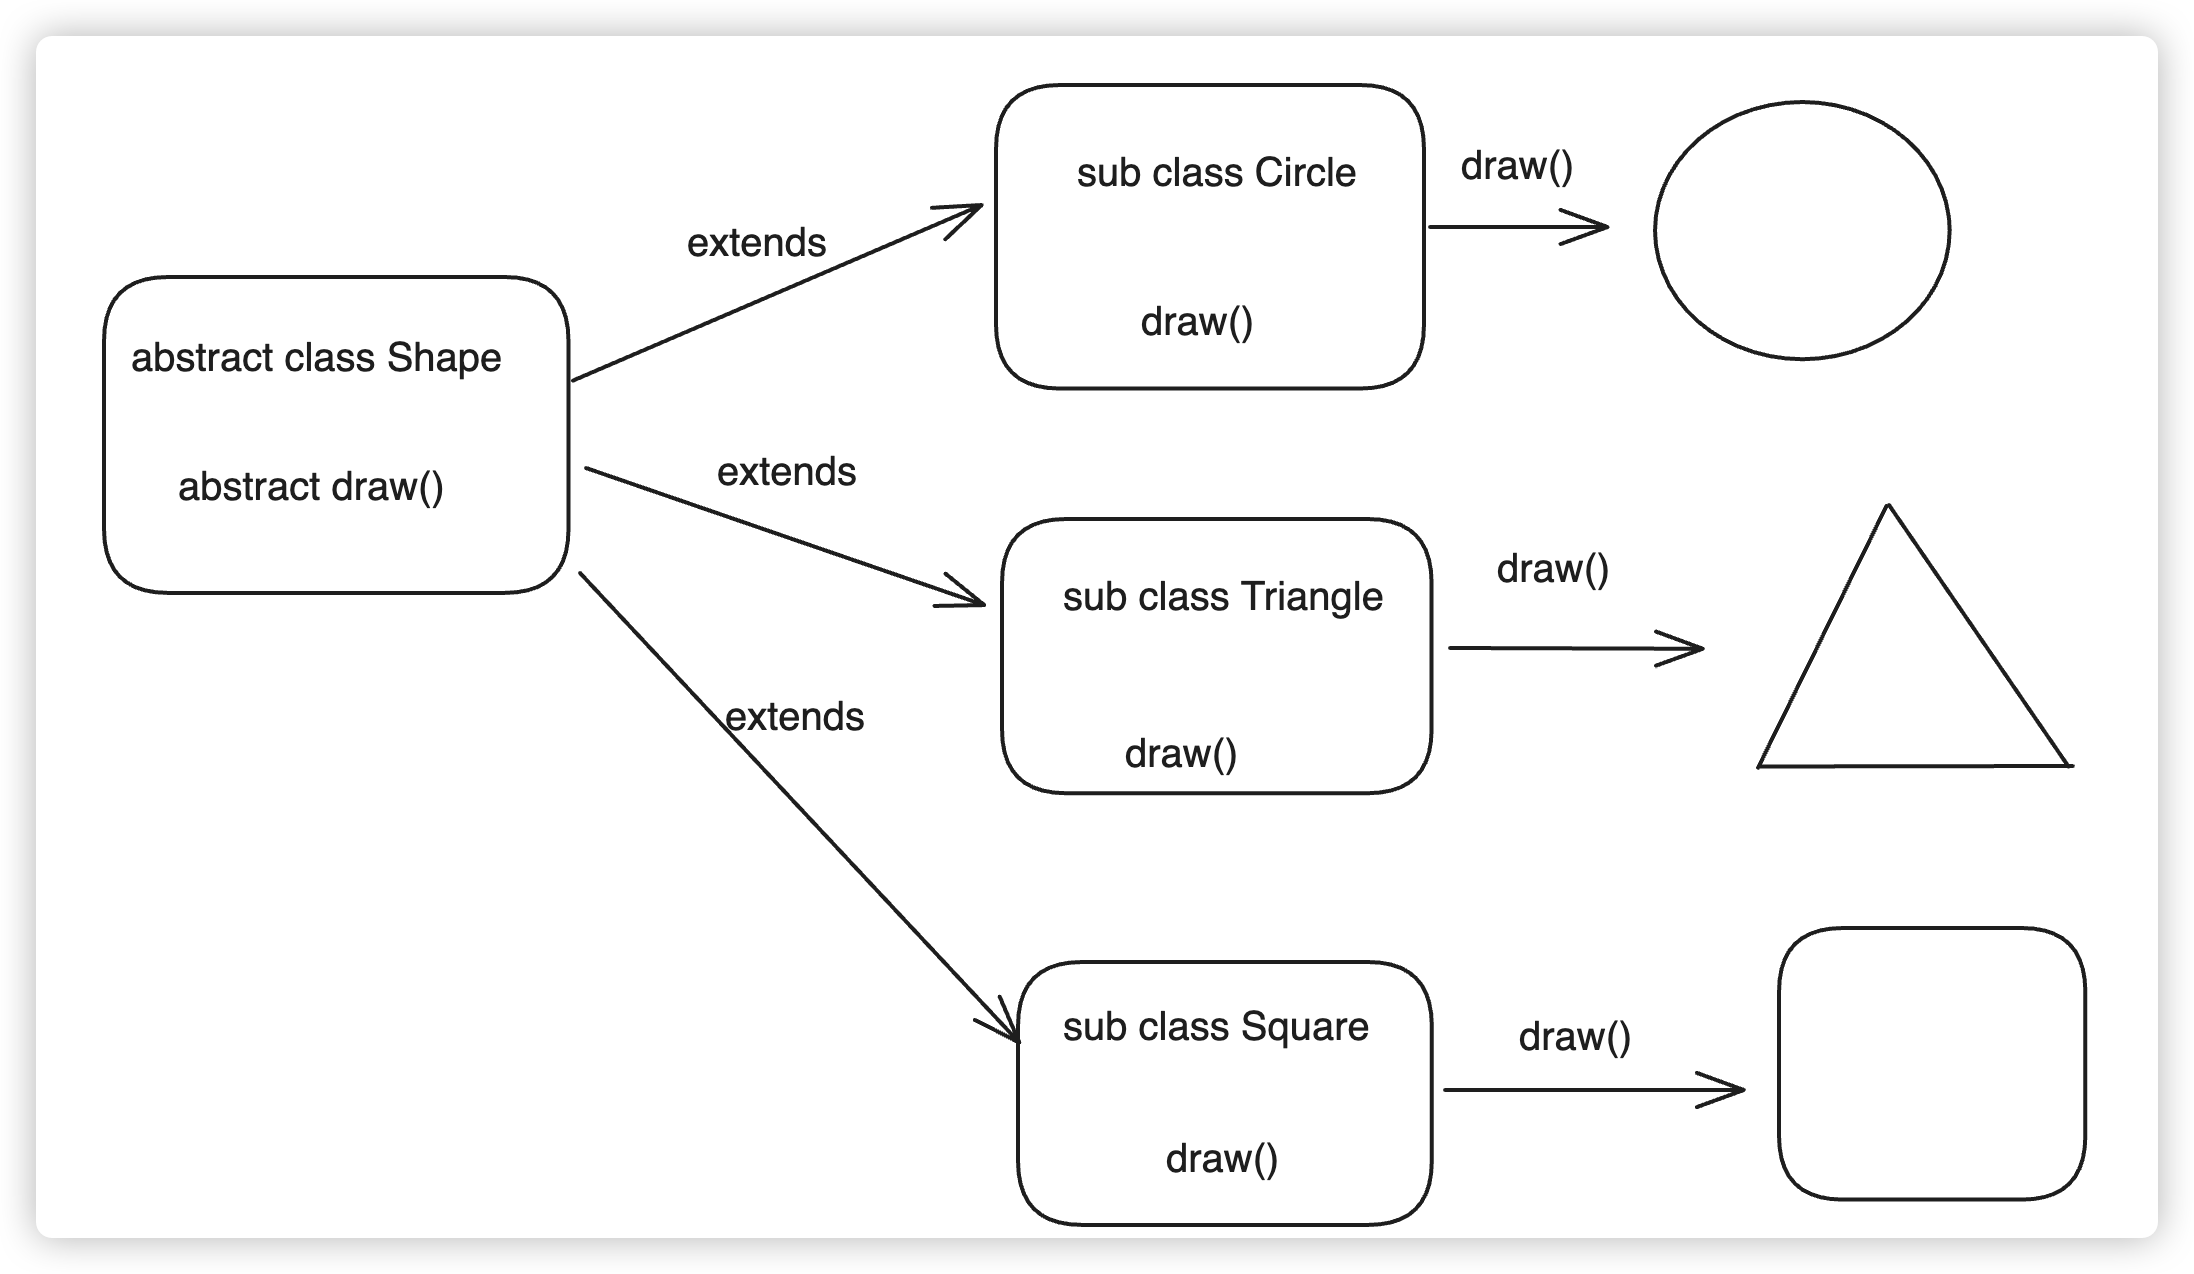 abstract class Shape
abstract draw()
extends
extends
extends
sub class Circle
draw()
draw()
sub class Triangle
draw()
draw()
sub class Square
draw()
draw()